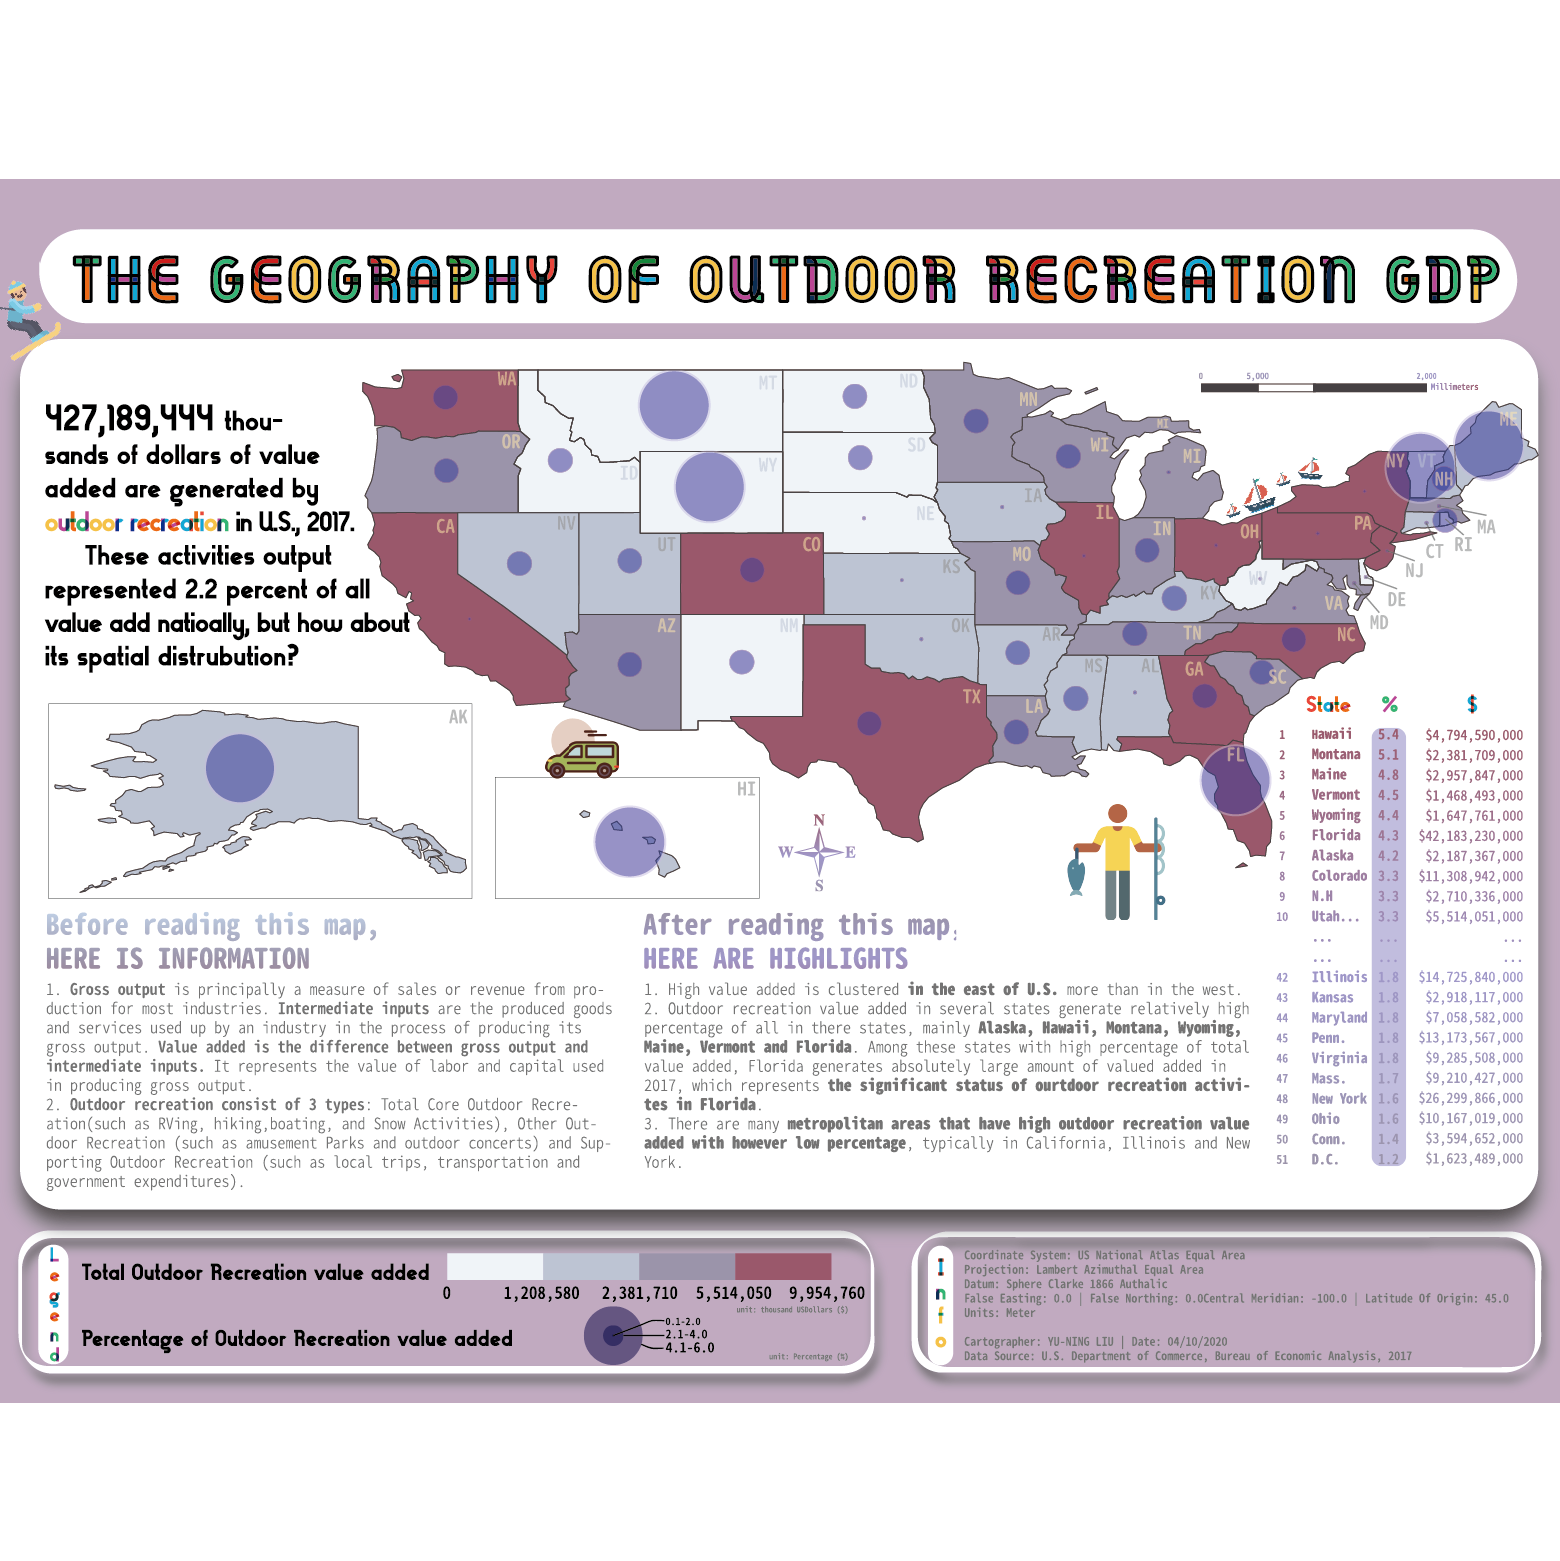 THE GEOGRAPHY OF OUTDOOR RECREATION GDP
427,189,444 thou-
sands of dollars of value
added are generated by
outdoor recreation in U.S., 2017.
These activities output
represented 2.2 percent of all
value add natioally, but how about
its spatial distrubution?
0 5,000 2,000
Millimeters
WA
MT
ND
MN
MI
ME
OR
ID
WY
SD
WI
MI
NY
VT
NH
CA
NV
UT
CO
NE
IA
IL
IN
OH
PA
MA
RI
CT
NJ
KS
MO
WV
KY
VA
DE
MD
AZ
NM
OK
AR
TN
NC
TX
LA
MS
AL
GA
SC
FL
AK
HI
N
W E
S
State % $
1 Hawaii 5.4 $4,794,590,000
2 Montana 5.1 $2,381,709,000
3 Maine 4.8 $2,957,847,000
4 Vermont 4.5 $1,468,493,000
5 Wyoming 4.4 $1,647,761,000
6 Florida 4.3 $42,183,230,000
7 Alaska 4.2 $2,187,367,000
8 Colorado 3.3 $11,308,942,000
9 N.H 3.3 $2,710,336,000
10 Utah... 3.3 $5,514,051,000
... ... ...
... ... ...
42 Illinois 1.8 $14,725,840,000
43 Kansas 1.8 $2,918,117,000
44 Maryland 1.8 $7,058,582,000
45 Penn. 1.8 $13,173,567,000
46 Virginia 1.8 $9,285,508,000
47 Mass. 1.7 $9,210,427,000
48 New York 1.6 $26,299,866,000
49 Ohio 1.6 $10,167,019,000
50 Conn. 1.4 $3,594,652,000
51 D.C. 1.2 $1,623,489,000
Before reading this map,
HERE IS INFORMATION
1. Gross output is principally a measure of sales or revenue from pro-
duction for most industries. Intermediate inputs are the produced goods
and services used up by an industry in the process of producing its
gross output. Value added is the difference between gross output and
intermediate inputs. It represents the value of labor and capital used
in producing gross output.
2. Outdoor recreation consist of 3 types: Total Core Outdoor Recre-
ation(such as RVing, hiking,boating, and Snow Activities), Other Out-
door Recreation (such as amusement Parks and outdoor concerts) and Sup-
porting Outdoor Recreation (such as local trips, transportation and
government expenditures).
After reading this map,
HERE ARE HIGHLIGHTS
1. High value added is clustered in the east of U.S. more than in the west.
2. Outdoor recreation value added in several states generate relatively high
percentage of all in there states, mainly Alaska, Hawaii, Montana, Wyoming,
Maine, Vermont and Florida. Among these states with high percentage of total
value added, Florida generates absolutely large amount of valued added in
2017, which represents the significant status of ourtdoor recreation activi-
tes in Florida.
3. There are many metropolitan areas that have high outdoor recreation value
added with however low percentage, typically in California, Illinois and New
York.
Legend
Total Outdoor Recreation value added
0 1,208,580 2,381,710 5,514,050 9,954,760
unit: thousand USDollars ($)
Percentage of Outdoor Recreation value added
0.1-2.0
2.1-4.0
4.1-6.0
unit: Percentage (%)
Info
Coordinate System: US National Atlas Equal Area
Projection: Lambert Azimuthal Equal Area
Datum: Sphere Clarke 1866 Authalic
False Easting: 0.0 | False Northing: 0.0Central Meridian: -100.0 | Latitude Of Origin: 45.0
Units: Meter
Cartographer: YU-NING LIU | Date: 04/10/2020
Data Source: U.S. Department of Commerce, Bureau of Economic Analysis, 2017